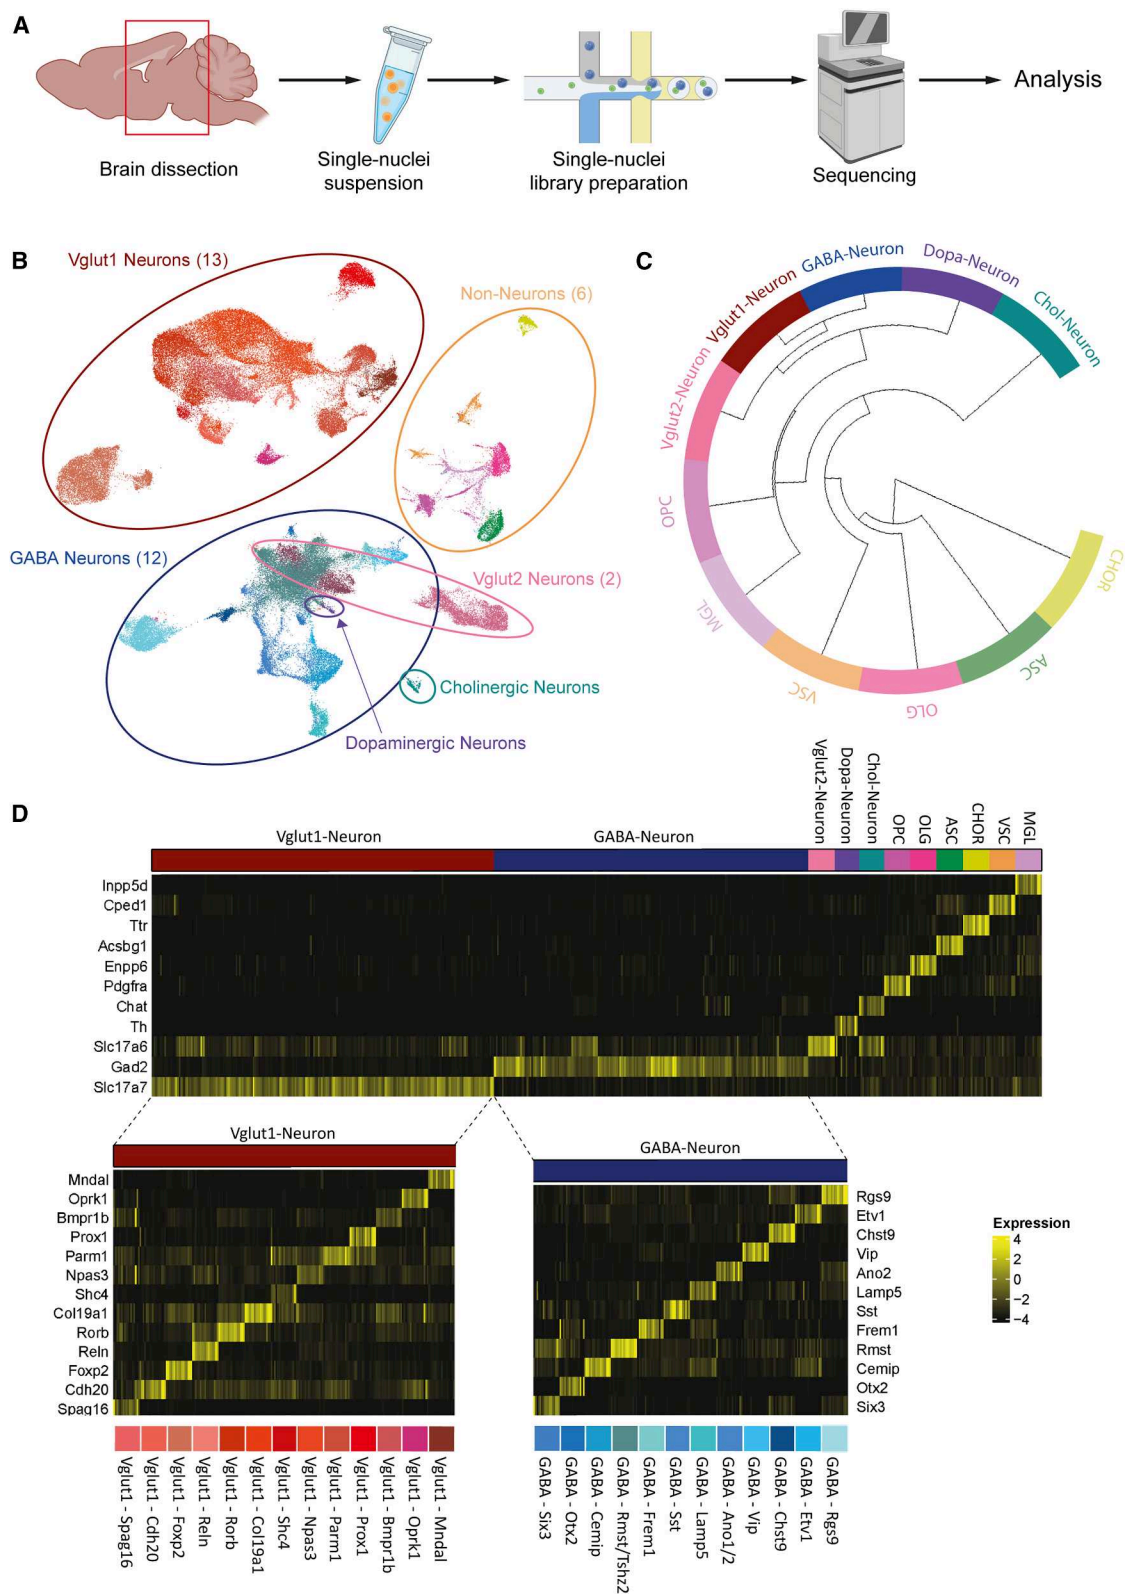 A
Brain dissection
Single-nuclei
suspension
Single-nuclei
library preparation
Sequencing
Analysis
B
Vglut1 Neurons (13)
Non-Neurons (6)
GABA Neurons (12)
Vglut2 Neurons (2)
Cholinergic Neurons
Dopaminergic Neurons
C
Vglut2-Neuron
Vglut1-Neuron
GABA-Neuron
Dopa-Neuron
Chol-Neuron
OPC
MGL
VSC
OLG
ASC
CHOR
D
Vglut1-Neuron
GABA-Neuron
Vglut2-Neuron
Dopa-Neuron
Chol-Neuron
OPC
OLG
ASC
CHOR
VSC
MGL
Inpp5d
Cped1
Ttr
Acsbg1
Enpp6
Pdgfra
Chat
Th
Slc17a6
Gad2
Slc17a7
Vglut1-Neuron
Mndal
Oprk1
Bmpr1b
Prox1
Parm1
Npas3
Shc4
Col19a1
Rorb
Reln
Foxp2
Cdh20
Spag16
Vglut1 - Spag16
Vglut1 - Cdh20
Vglut1 - Foxp2
Vglut1 - Reln
Vglut1 - Rorb
Vglut1 - Col19a1
Vglut1 - Shc4
Vglut1 - Npas3
Vglut1 - Parm1
Vglut1 - Prox1
Vglut1 - Bmpr1b
Vglut1 - Oprk1
Vglut1 - Mndal
GABA-Neuron
Rgs9
Etv1
Chst9
Vip
Ano2
Lamp5
Sst
Frem1
Rmst
Cemip
Otx2
Six3
GABA - Six3
GABA - Otx2
GABA - Cemip
GABA - Rmst/Tshz2
GABA - Frem1
GABA - Sst
GABA - Lamp5
GABA - Ano1/2
GABA - Vip
GABA - Chst9
GABA - Etv1
GABA - Rgs9
Expression
4
2
0
−2
−4